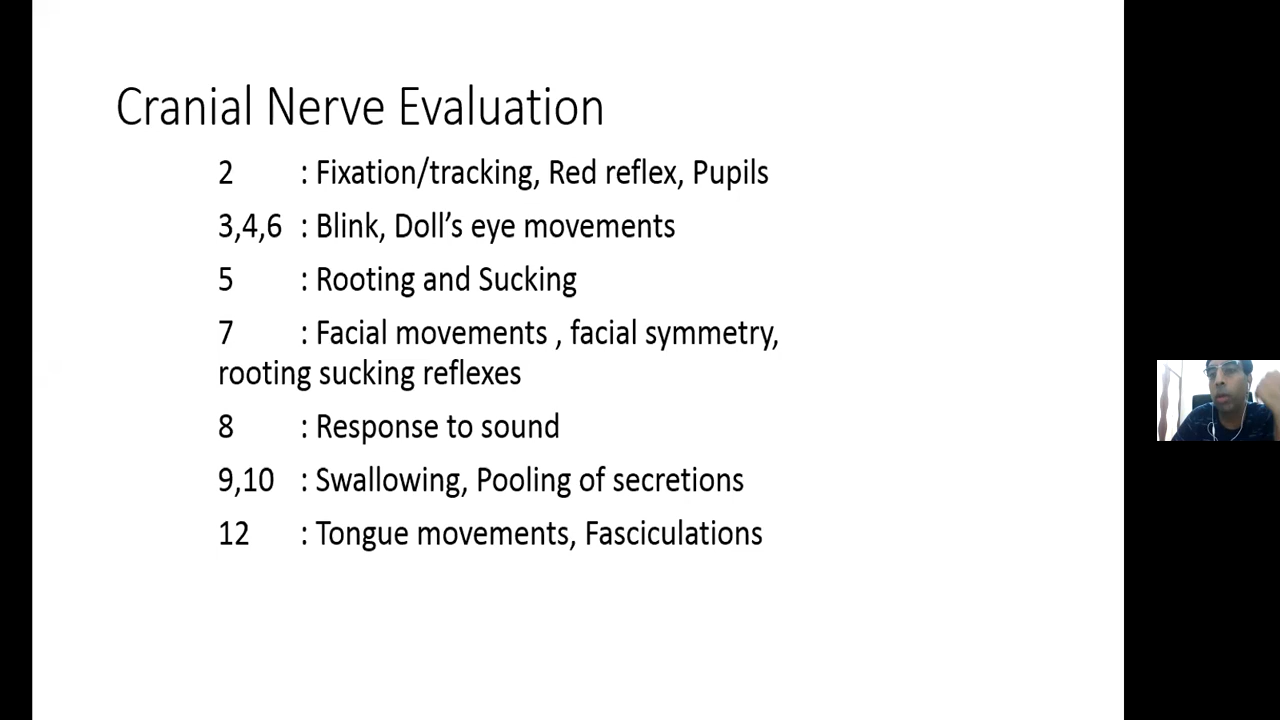 Cranial Nerve Evaluation
2 : Fixation/tracking, Red reflex, Pupils
3,4,6 : Blink, Doll’s eye movements
5 : Rooting and Sucking
7 : Facial movements , facial symmetry,
rooting sucking reflexes
8 : Response to sound
9,10 : Swallowing, Pooling of secretions
12 : Tongue movements, Fasciculations